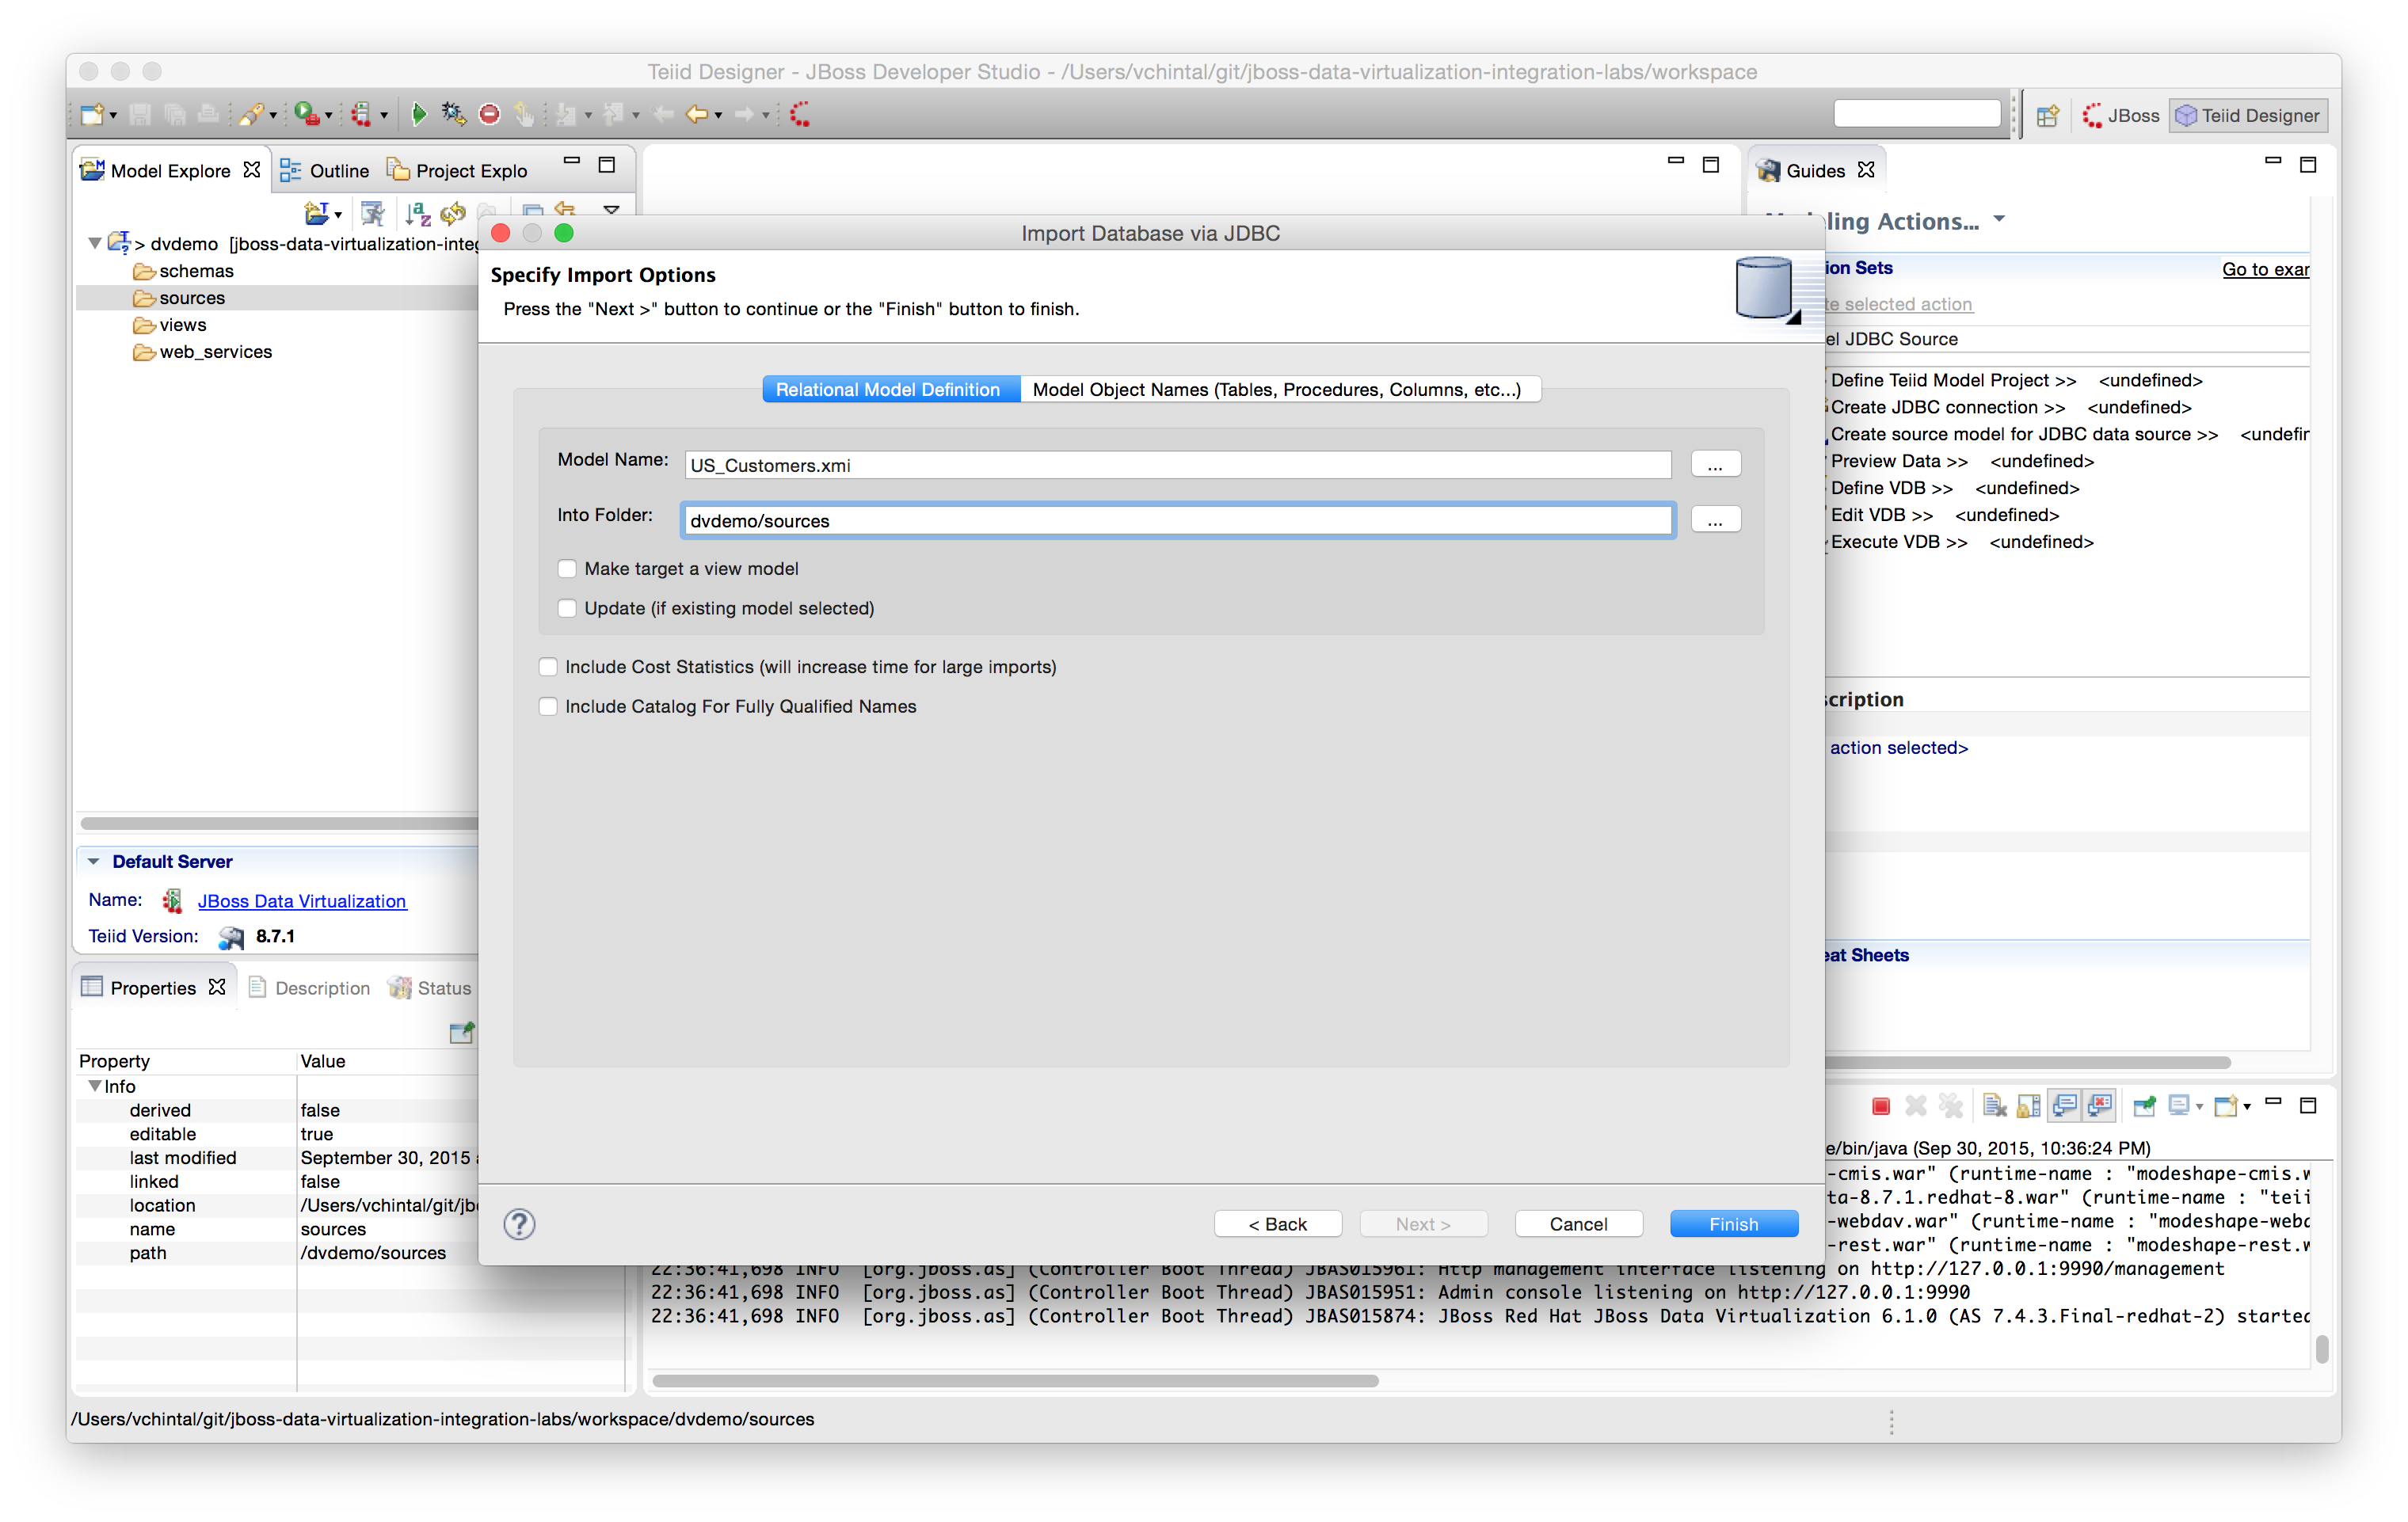 Teiid Designer - JBoss Developer Studio - /Users/vchintal/git/jboss-data-virtualization-integration-labs/workspace
JBoss
Teiid Designer
Model Explore
Outline
Project Explo
Guides
ling Actions...
> dvdemo [jboss-data-virtualization-integ
schemas
sources
views
web_services
Import Database via JDBC
Specify Import Options
Press the "Next >" button to continue or the "Finish" button to finish.
Relational Model Definition
Model Object Names (Tables, Procedures, Columns, etc...)
Model Name:
US_Customers.xmi
...
Into Folder:
dvdemo/sources
...
Make target a view model
Update (if existing model selected)
Include Cost Statistics (will increase time for large imports)
Include Catalog For Fully Qualified Names
< Back
Next >
Cancel
Finish
ion Sets
Go to exar
te selected action
el JDBC Source
Define Teiid Model Project >> <undefined>
Create JDBC connection >> <undefined>
Create source model for JDBC data source >> <undefir
Preview Data >> <undefined>
Define VDB >> <undefined>
Edit VDB >> <undefined>
Execute VDB >> <undefined>
scription
action selected>
eat Sheets
Default Server
Name:
JBoss Data Virtualization
Teiid Version:
8.7.1
Properties
Description
Status
Property Value
Info
derived false
editable true
last modified September 30, 2015
linked false
location /Users/vchintal/git/jb
name sources
path /dvdemo/sources
e/bin/java (Sep 30, 2015, 10:36:24 PM)
-cmis.war" (runtime-name : "modeshape-cmis.w
ta-8.7.1.redhat-8.war" (runtime-name : "teii
-webdav.war" (runtime-name : "modeshape-webd
-rest.war" (runtime-name : "modeshape-rest.w
22:36:41,698 INFO [org.jboss.as] (Controller Boot Thread) JBAS015961: Http management interface listening on http://127.0.0.1:9990/management
22:36:41,698 INFO [org.jboss.as] (Controller Boot Thread) JBAS015951: Admin console listening on http://127.0.0.1:9990
22:36:41,698 INFO [org.jboss.as] (Controller Boot Thread) JBAS015874: JBoss Red Hat JBoss Data Virtualization 6.1.0 (AS 7.4.3.Final-redhat-2) started
/Users/vchintal/git/jboss-data-virtualization-integration-labs/workspace/dvdemo/sources